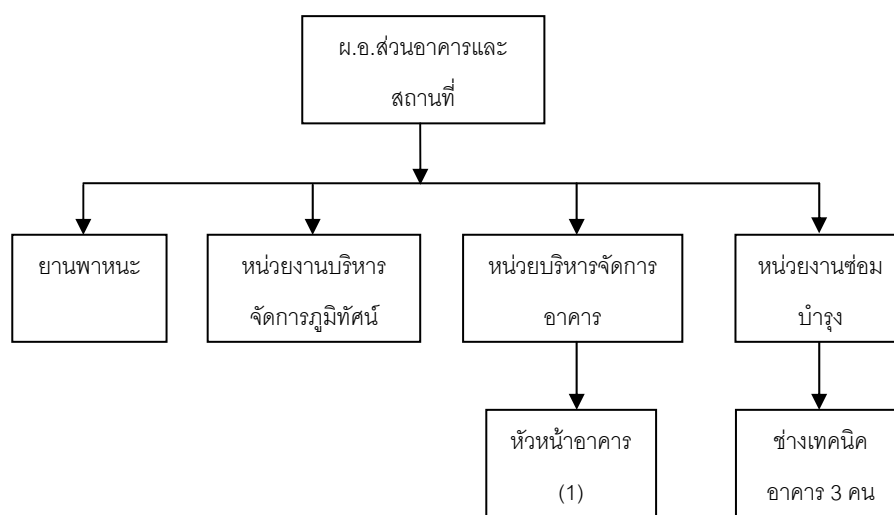 ผ.อ.ส่วนอาคารและ
สถานที่
ยานพาหนะ
หน่วยงานบริหาร
จัดการภูมิทัศน์
หน่วยบริหารจัดการ
อาคาร
หน่วยงานซ่อม
บำรุง
หัวหน้าอาคาร
(1)
ช่างเทคนิค
อาคาร 3 คน